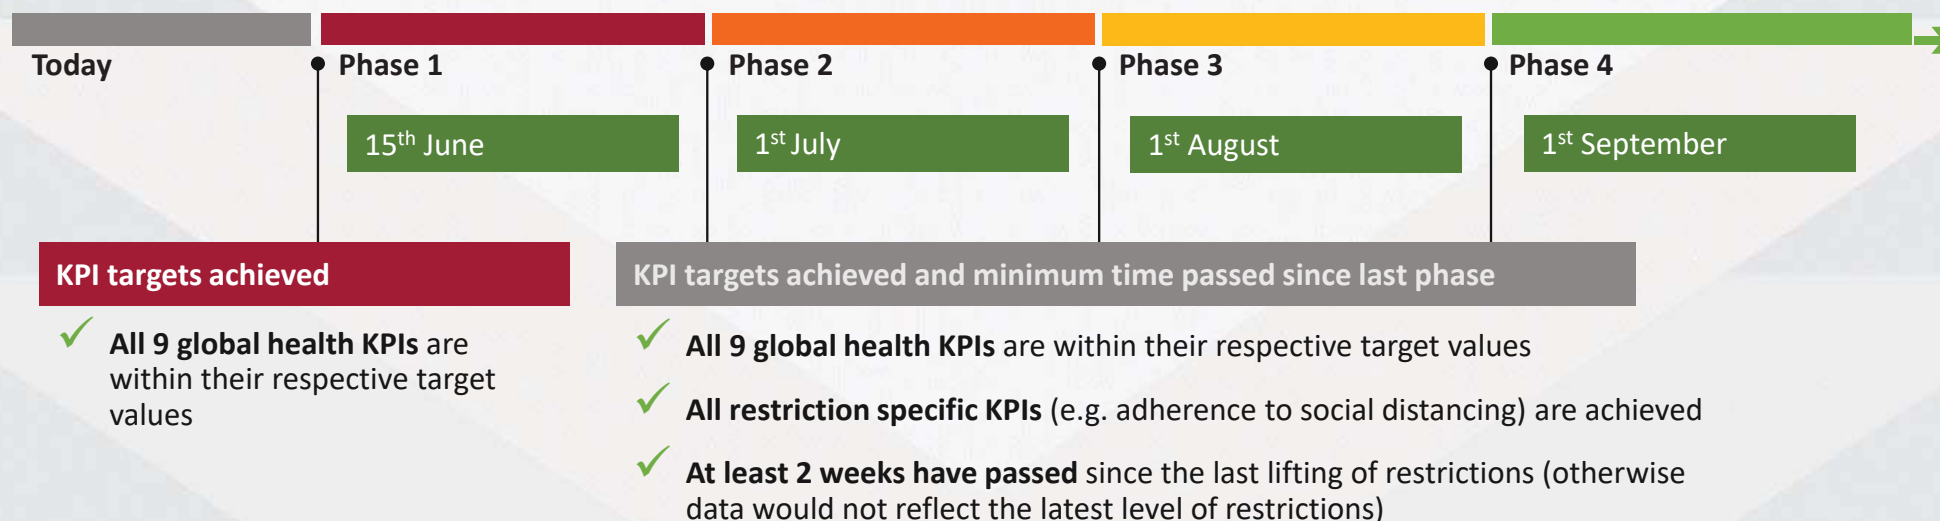 Today
Phase 1
Phase 2
Phase 3
Phase 4
15th June
1st July
1st August
1st September
KPI targets achieved
All 9 global health KPIs are
within their respective target
values
KPI targets achieved and minimum time passed since last phase
All 9 global health KPIs are within their respective target values
All restriction specific KPIs (e.g. adherence to social distancing) are achieved
At least 2 weeks have passed since the last lifting of restrictions (otherwise
data would not reflect the latest level of restrictions)